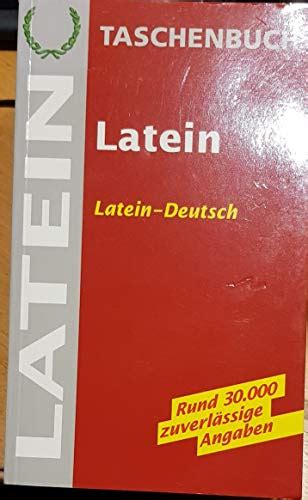 LATEIN
TASCHENBUCH
Latein
Latein-Deutsch
Rund 30.000
zuverlässige
Angaben